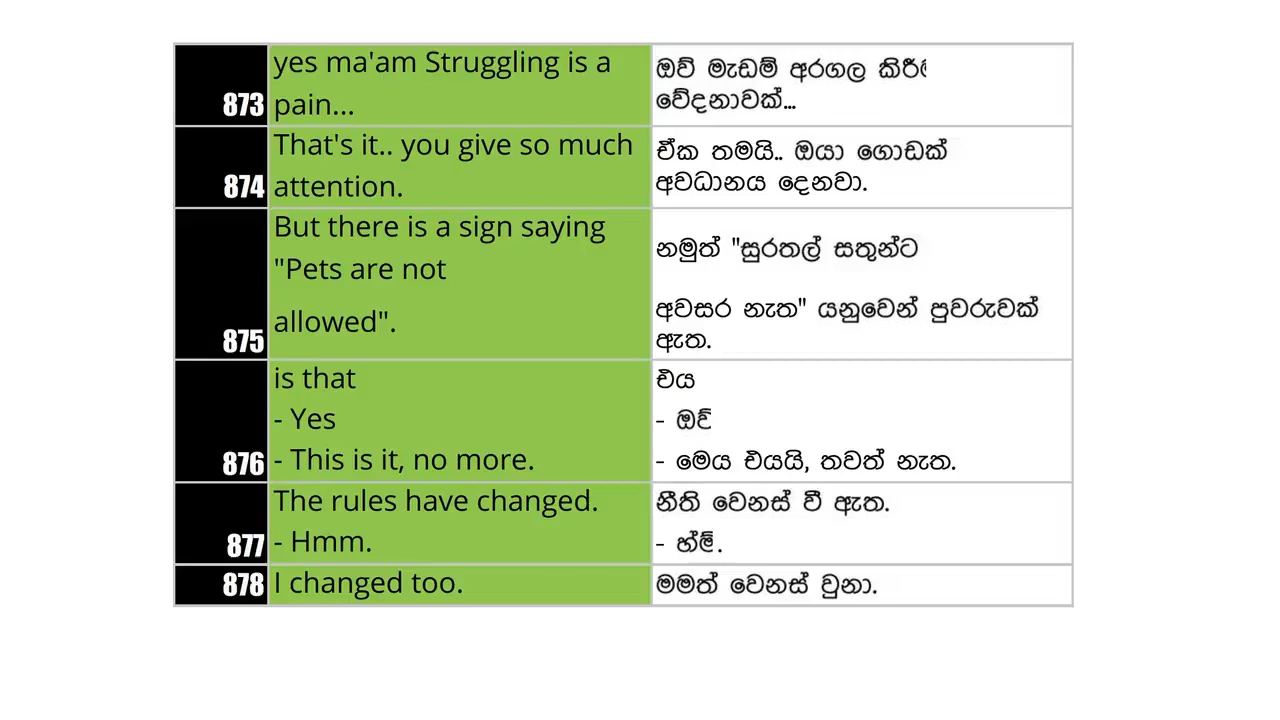 873
yes ma'am Struggling is a
pain...
ඔව් මැඩම් අරගල
වේදනාවක්...
874
That's it.. you give so much
attention.
ඒක තමයි.. ඔයා ගොඩක්
අවධානය දෙනවා.
875
But there is a sign saying
"Pets are not
allowed".
නමුත් "සුරතල් සතුන්ට
අවසර නැත" යනුවෙන් පුවරුවක්
ඇත.
876
is that
- Yes
- This is it, no more.
එය
- ඔව්
- මෙය එයයි, තවත් නැත.
877
The rules have changed.
- Hmm.
නීති වෙනස් වී ඇත.
- හ්ම්.
878
I changed too.
මමත් වෙනස් වුනා.